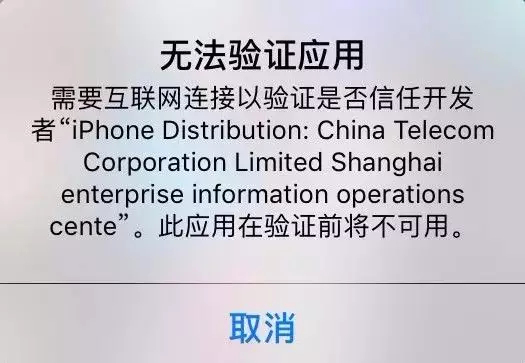 无法验证应用
需要互联网连接以验证是否信任开发
者“iPhone Distribution: China Telecom
Corporation Limited Shanghai
enterprise information operations
cente”。此应用在验证前将不可用。
取消